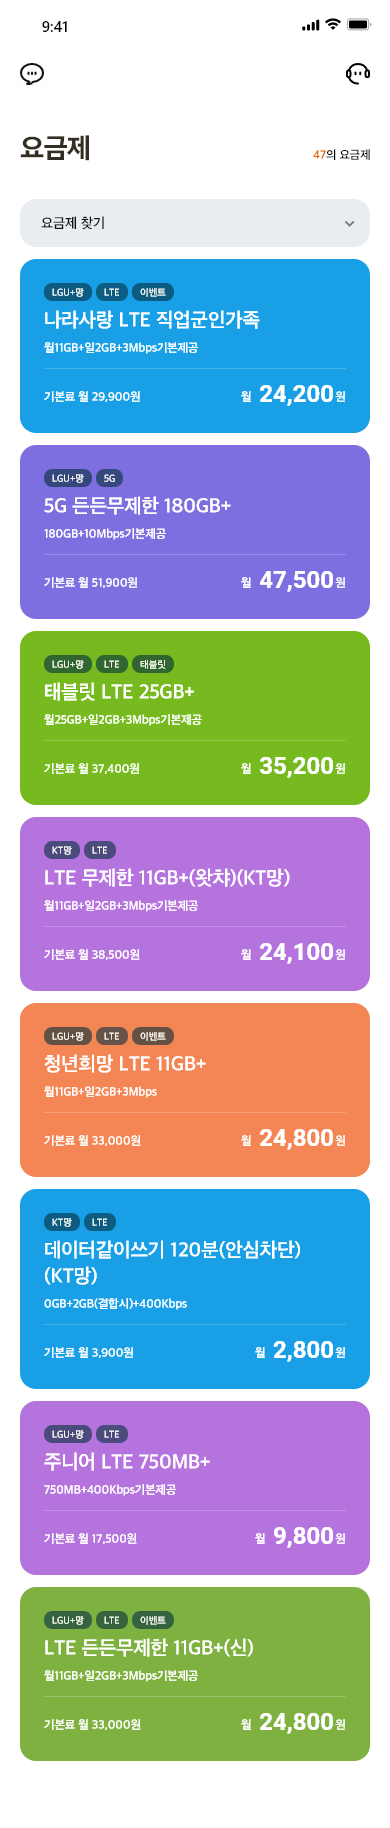 9:41
요금제
47의 요금제
요금제 찾기
LGU+망 LTE 이벤트
나라사랑 LTE 직업군인가족
월11GB+일2GB+3Mbps기본제공
기본료 월 29,900원 월 24,200원
LGU+망 5G
5G 든든무제한 180GB+
180GB+10Mbps기본제공
기본료 월 51,900원 월 47,500원
LGU+망 LTE 태블릿
태블릿 LTE 25GB+
월25GB+일2GB+3Mbps기본제공
기본료 월 37,400원 월 35,200원
KT망 LTE
LTE 무제한 11GB+(왓챠)(KT망)
월11GB+일2GB+3Mbps기본제공
기본료 월 38,500원 월 24,100원
LGU+망 LTE 이벤트
청년희망 LTE 11GB+
월11GB+일2GB+3Mbps
기본료 월 33,000원 월 24,800원
KT망 LTE
데이터같이쓰기 120분(안심차단)
(KT망)
0GB+2GB(결합시)+400Kbps
기본료 월 3,900원 월 2,800원
LGU+망 LTE
주니어 LTE 750MB+
750MB+400Kbps기본제공
기본료 월 17,500원 월 9,800원
LGU+망 LTE 이벤트
LTE 든든무제한 11GB+(신)
월11GB+일2GB+3Mbps기본제공
기본료 월 33,000원 월 24,800원